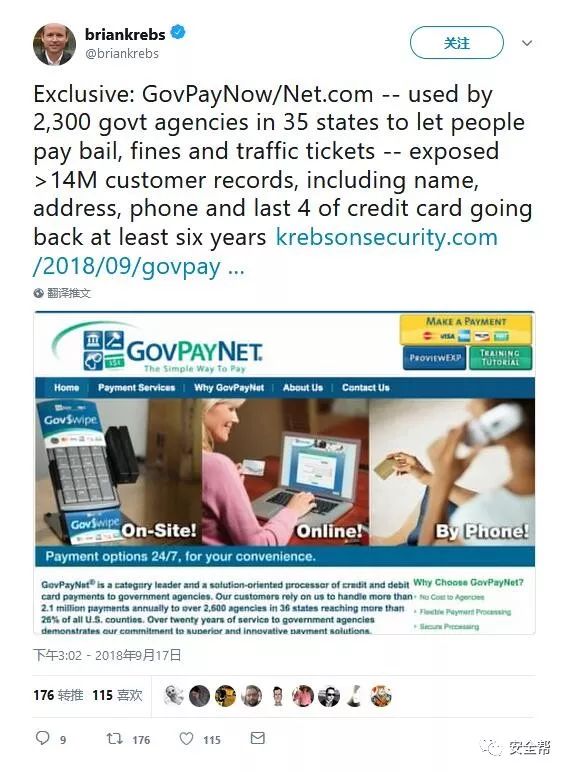 briankrebs
@briankrebs
关注
Exclusive: GovPayNow/Net.com -- used by
2,300 govt agencies in 35 states to let people
pay bail, fines and traffic tickets -- exposed
>14M customer records, including name,
address, phone and last 4 of credit card going
back at least six years krebsonsecurity.com
/2018/09/govpay ...
翻译推文
GOVPAYNET.
The Simple Way To Pay
MAKE A PAYMENT
VISA
PROVIEWEXP
TRAINING
TUTORIAL
Home Payment Services Why GovPayNet About Us Contact Us
Gov$wipe
Gov$wipe
On-Site!
Online!
By Phone!
Payment options 24/7, for your convenience.
GovPayNet® is a category leader and a solution-oriented processor of credit and debit
card payments to government agencies. Our customers rely on us to handle more than
2.1 million payments annually to over 2,600 agencies in 36 states reaching more than
26% of all U.S. counties. Over twenty years of service to government agencies
demonstrates our commitment to superior and innovative payment solutions.
Why Choose GovPayNet?
No Cost to Agencies
Flexible Payment Processing
Secure Processing
下午3:02 - 2018年9月17日
176 转推 115 喜欢
9 176 115
安全帮